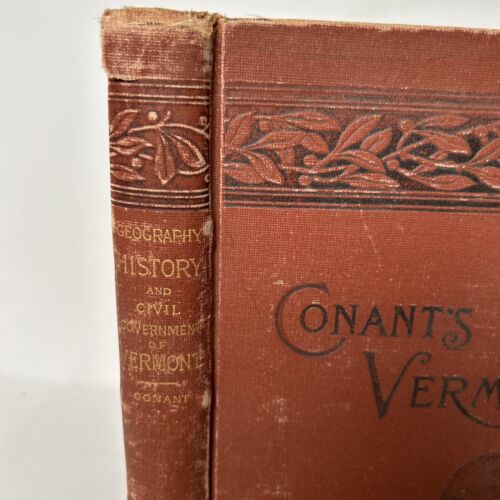 GEOGRAPHY
HISTORY
AND
CIVIL
GOVERNMENT
OF
VERMONT
CONANT
CONANT'S
VERM